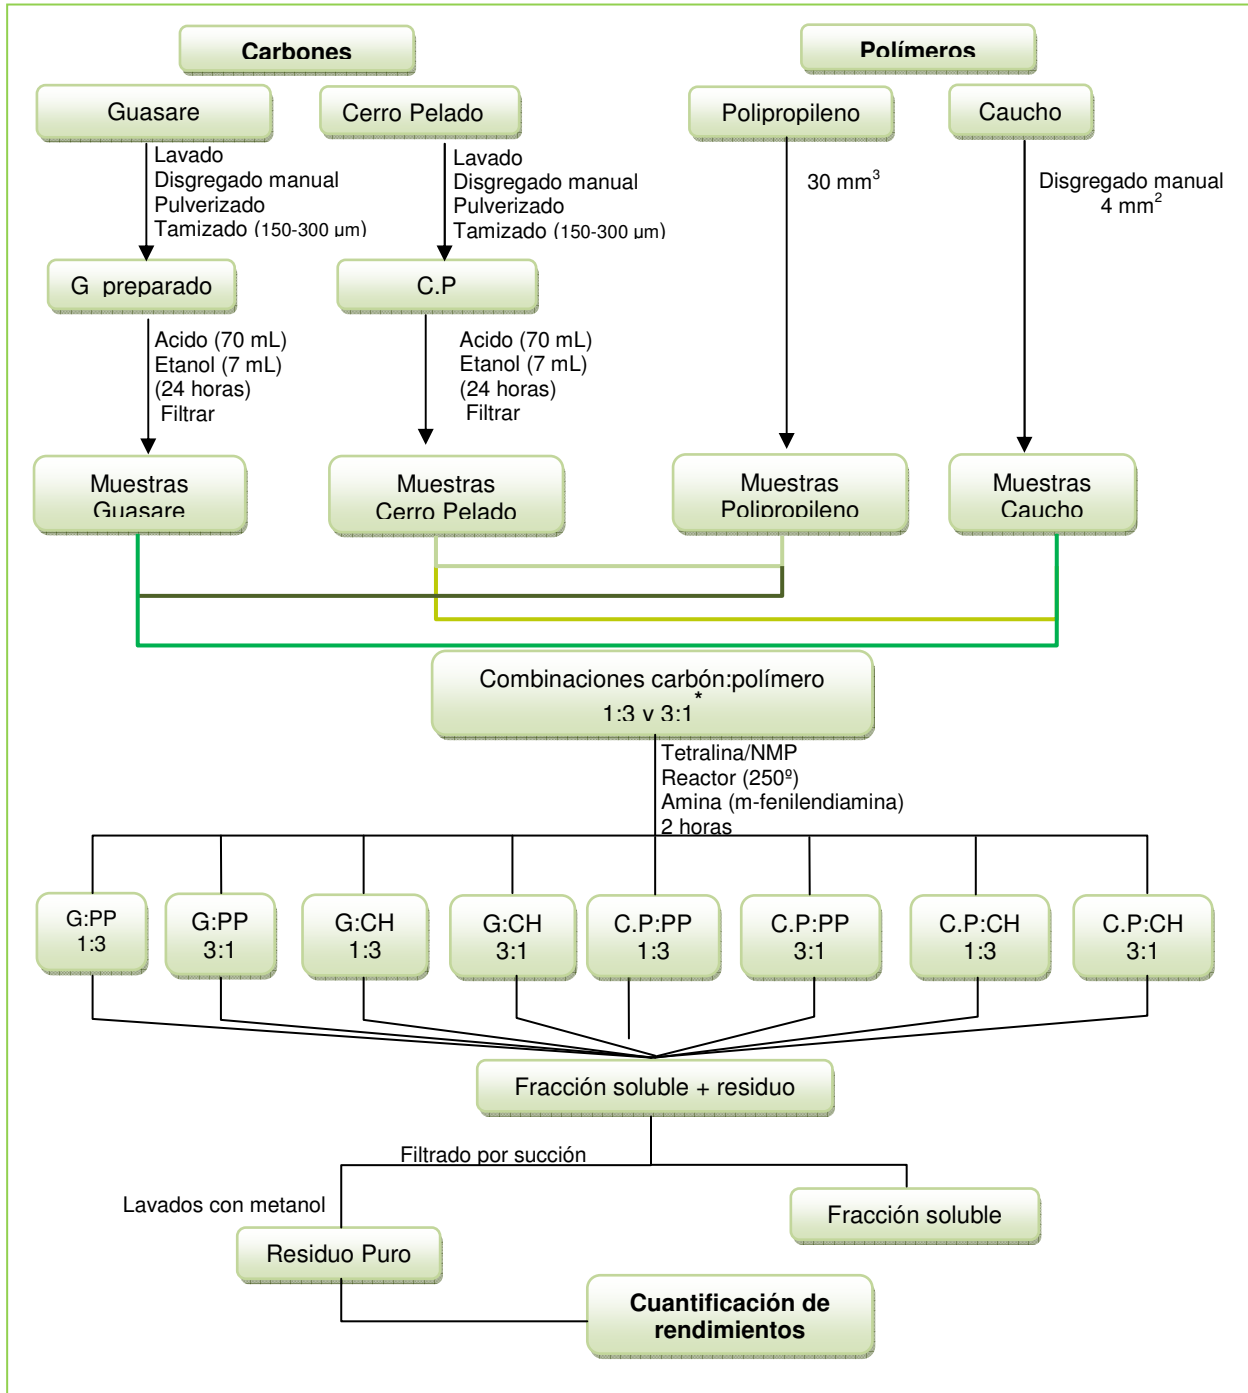 Carbones
Polímeros
Guasare
Cerro Pelado
Polipropileno
Caucho
Lavado
Disgregado manual
Pulverizado
Tamizado (150-300 µm)
Lavado
Disgregado manual
Pulverizado
Tamizado (150-300 µm)
30 mm³
Disgregado manual
4 mm²
G preparado
C.P
Acido (70 mL)
Etanol (7 mL)
(24 horas)
Filtrar
Acido (70 mL)
Etanol (7 mL)
(24 horas)
Filtrar
Muestras
Guasare
Muestras
Cerro Pelado
Muestras
Polipropileno
Muestras
Caucho
Combinaciones carbón:polímero
1:3 y 3:1*
Tetralina/NMP
Reactor (250º)
Amina (m-fenilendiamina)
2 horas
G:PP
1:3
G:PP
3:1
G:CH
1:3
G:CH
3:1
C.P:PP
1:3
C.P:PP
3:1
C.P:CH
1:3
C.P:CH
3:1
Fracción soluble + residuo
Filtrado por succión
Lavados con metanol
Fracción soluble
Residuo Puro
Cuantificación de
rendimientos